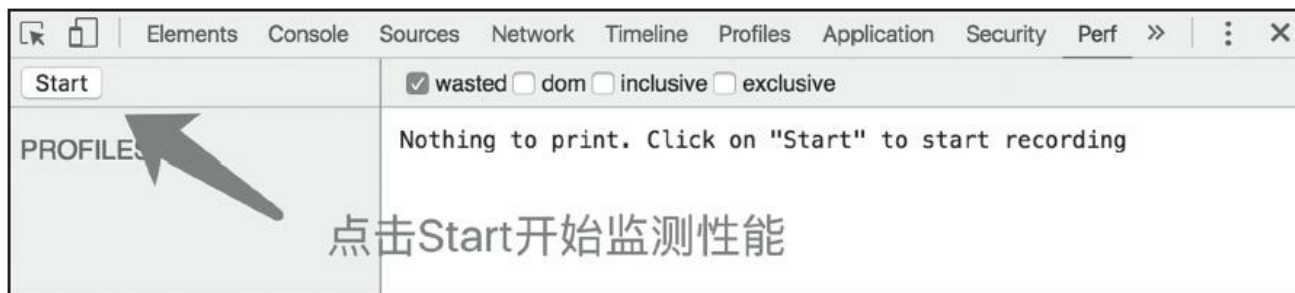 Elements Console Sources Network Timeline Profiles Application Security Perf »
Start
wasted dom inclusive exclusive
PROFILES
Nothing to print. Click on "Start" to start recording
点击Start开始监测性能